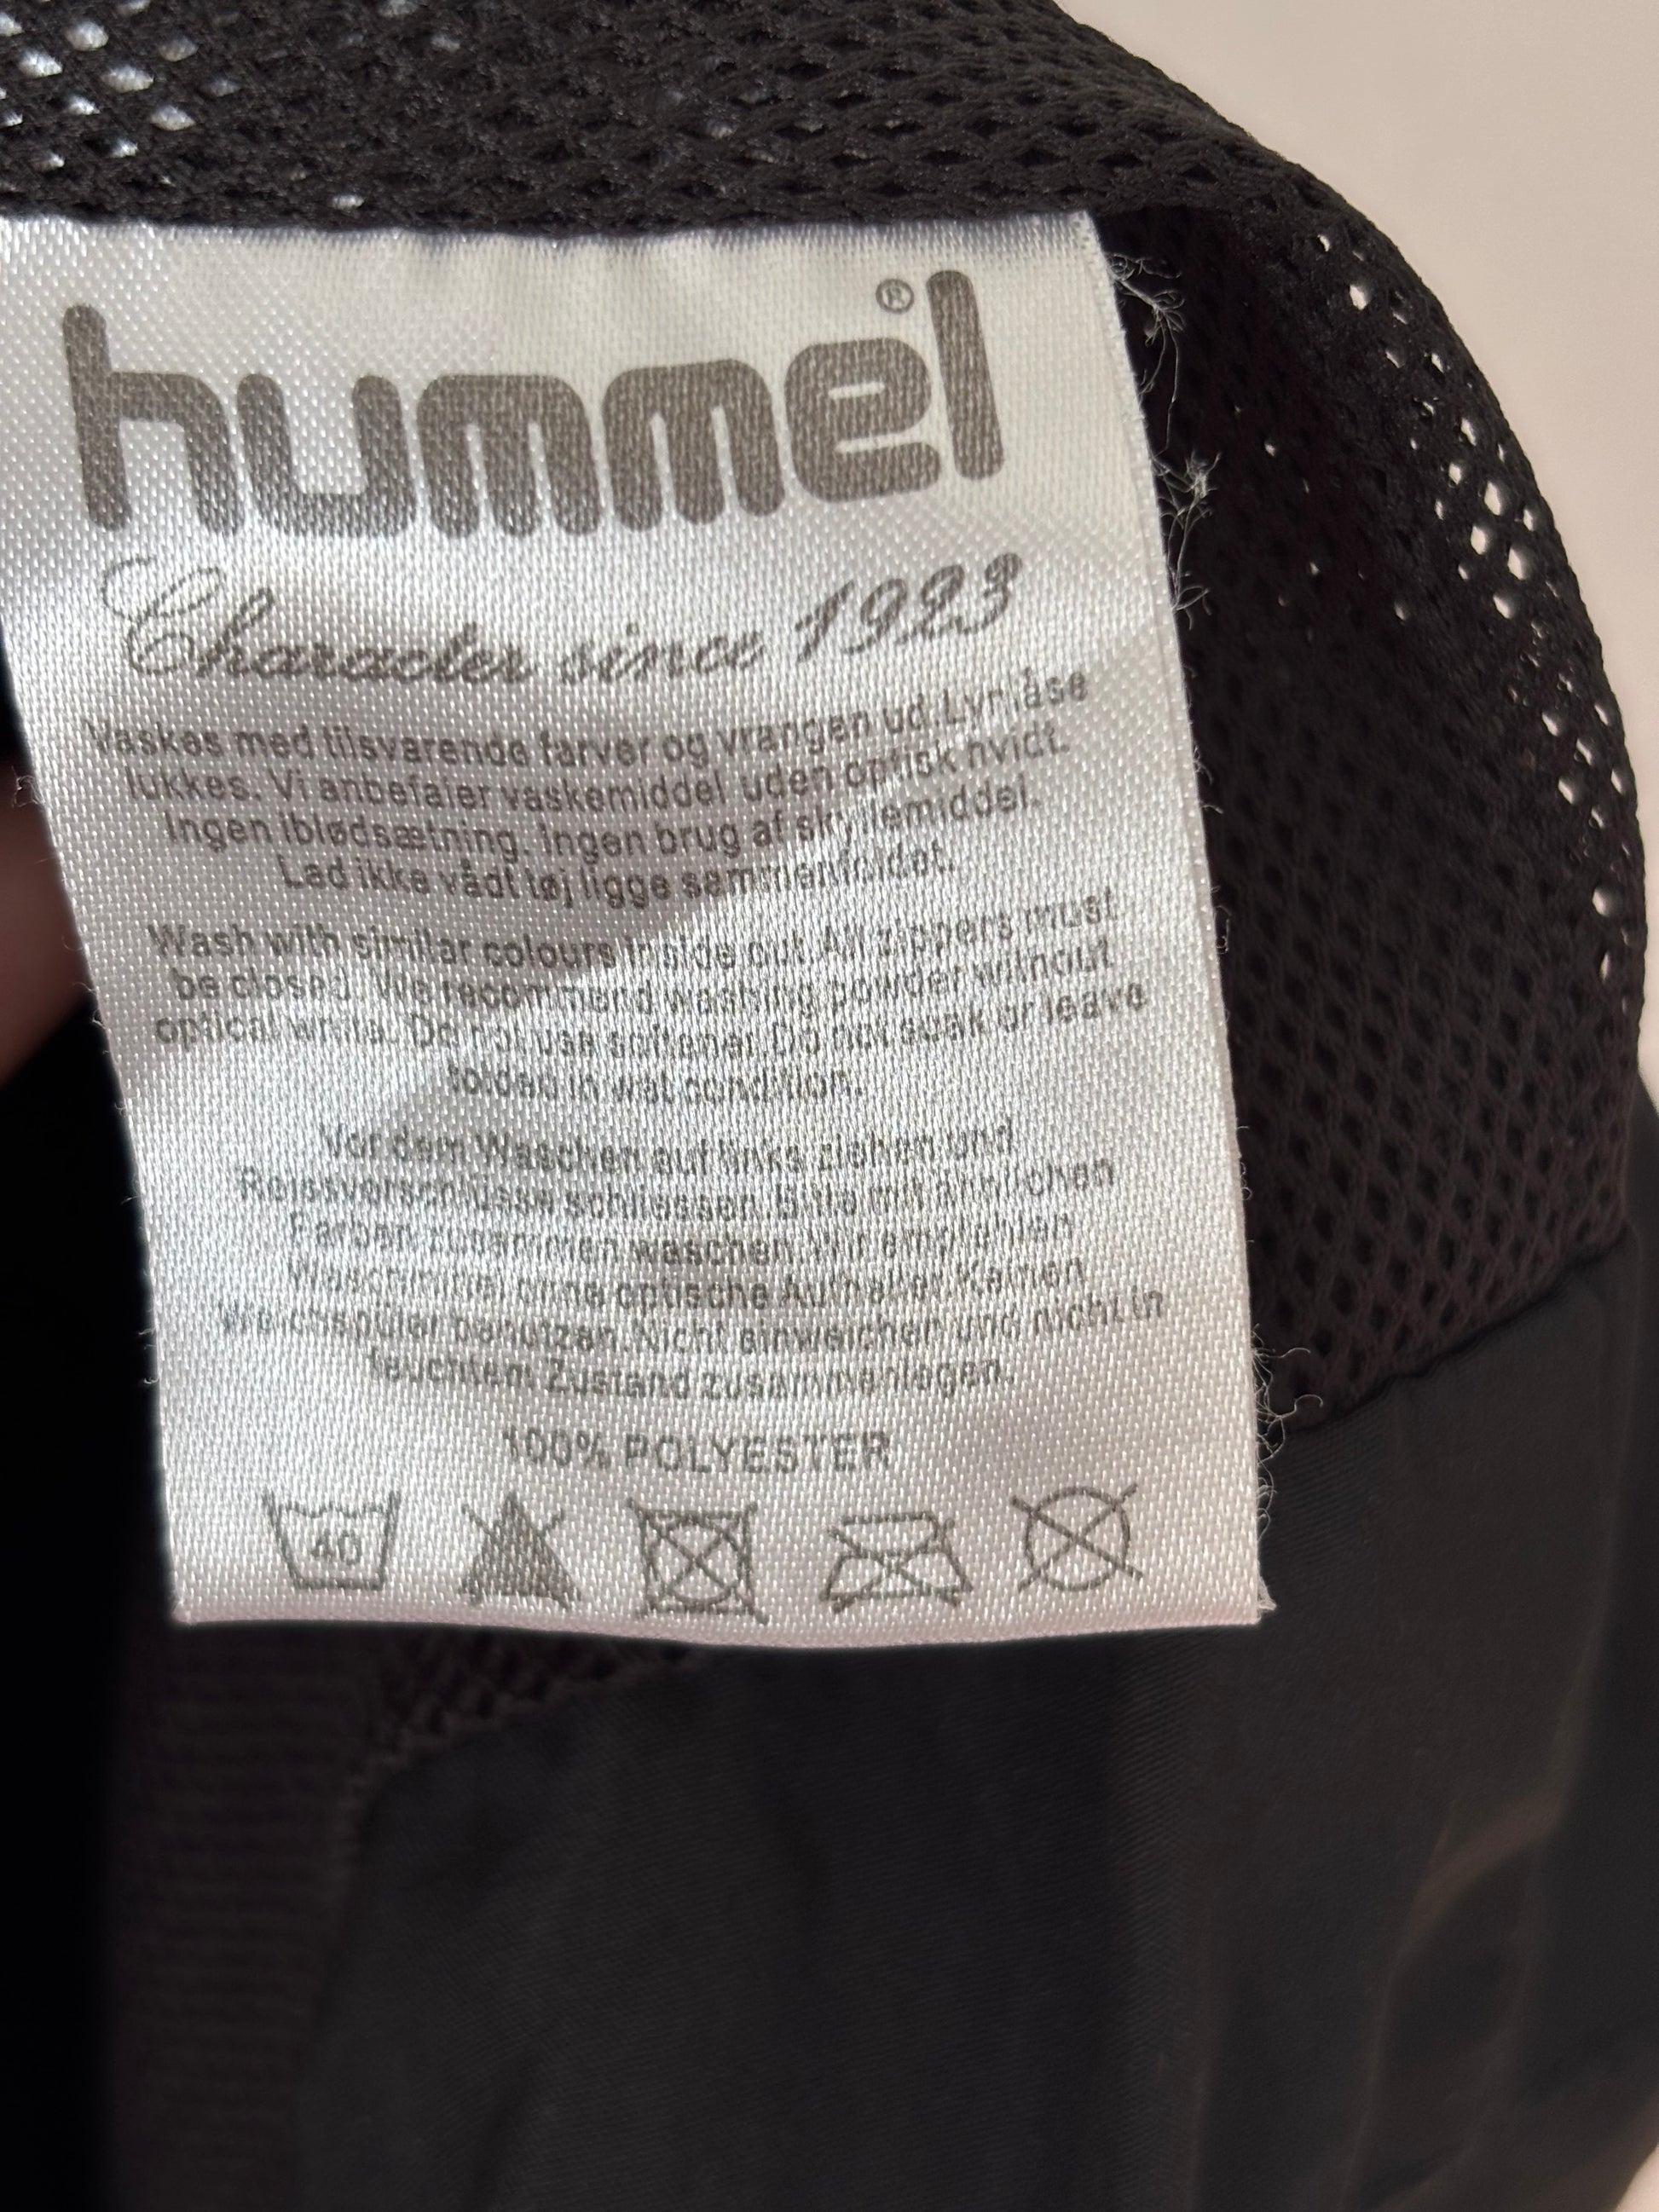 hummel®
Character since 1923
Vaskes med tilsvarende farver og vrangen ud. Lynlåse
lukkes. Vi anbefaler vaskemiddel uden optisk hvidt.
Ingen iblødsætning. Ingen brug af skyllemiddel.
Lad ikke vådt tøj ligge sammenfoldet.
Wash with similar colours inside out. All zippers must
be closed. We recommend washing powder without
optical white. Do not use softener. Do not soak or leave
folded in wet condition.
Vor dem Waschen auf links ziehen und
Reissverschlüsse schliessen. Bitte mit ähnlichen
Farben zusammen waschen. Wir empfehlen
Waschmittel ohne optische Aufheller. Keinen
Weichspüler benutzen. Nicht einweichen und nicht in
feuchtem Zustand zusammenlegen.
100% POLYESTER
40